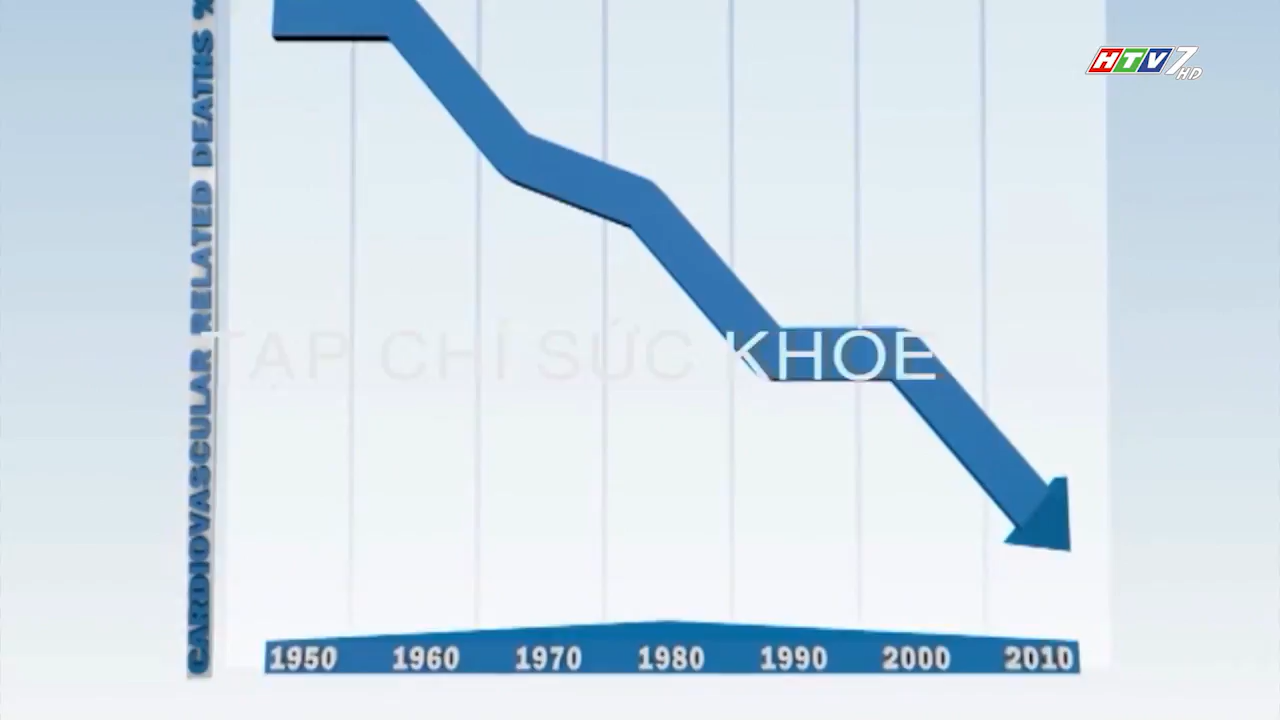 HTV7 HD
CARDIOVASCULAR RELATED DEATHS %
TẠP CHÍ SỨC KHỎE
1950 1960 1970 1980 1990 2000 2010